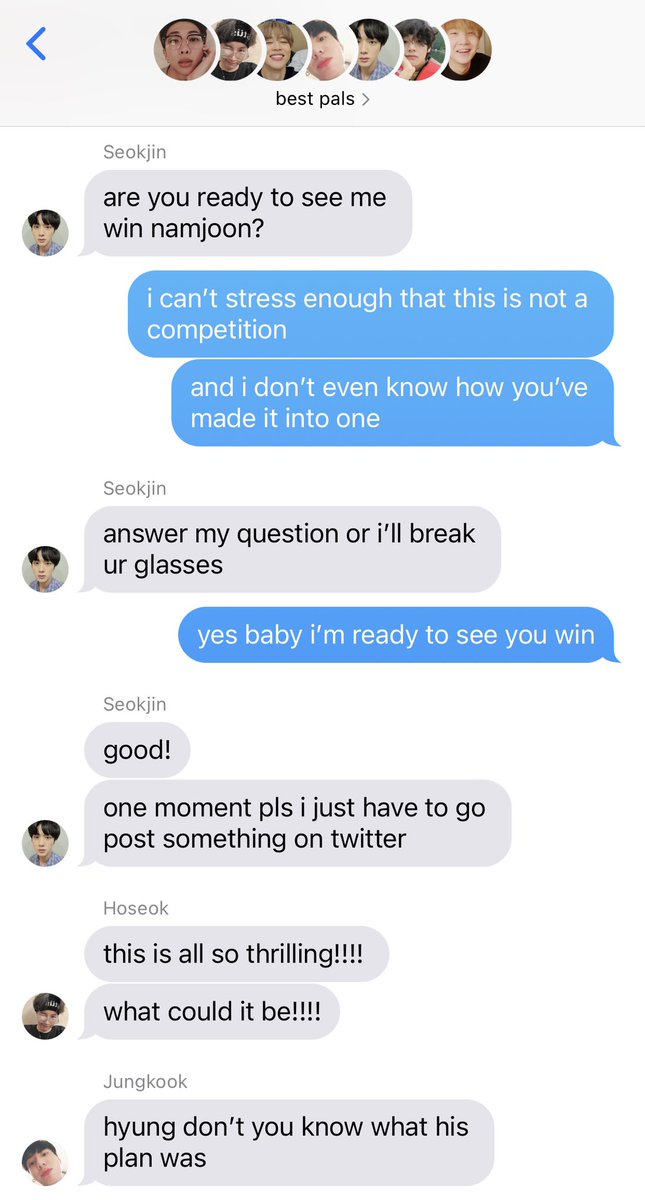 best pals >
Seokjin
are you ready to see me
win namjoon?
i can’t stress enough that this is not a
competition
and i don’t even know how you’ve
made it into one
Seokjin
answer my question or i’ll break
ur glasses
yes baby i’m ready to see you win
Seokjin
good!
one moment pls i just have to go
post something on twitter
Hoseok
this is all so thrilling!!!!
what could it be!!!!
Jungkook
hyung don’t you know what his
plan was